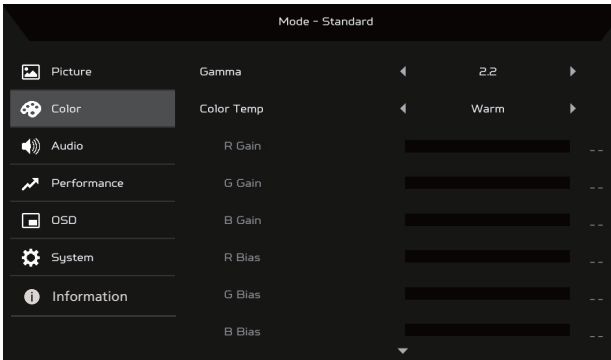 Mode - Standard
Picture
Gamma 2.2
Color
Color Temp Warm
Audio
R Gain --
Performance
G Gain --
OSD
B Gain --
System
R Bias --
Information
G Bias --
B Bias --